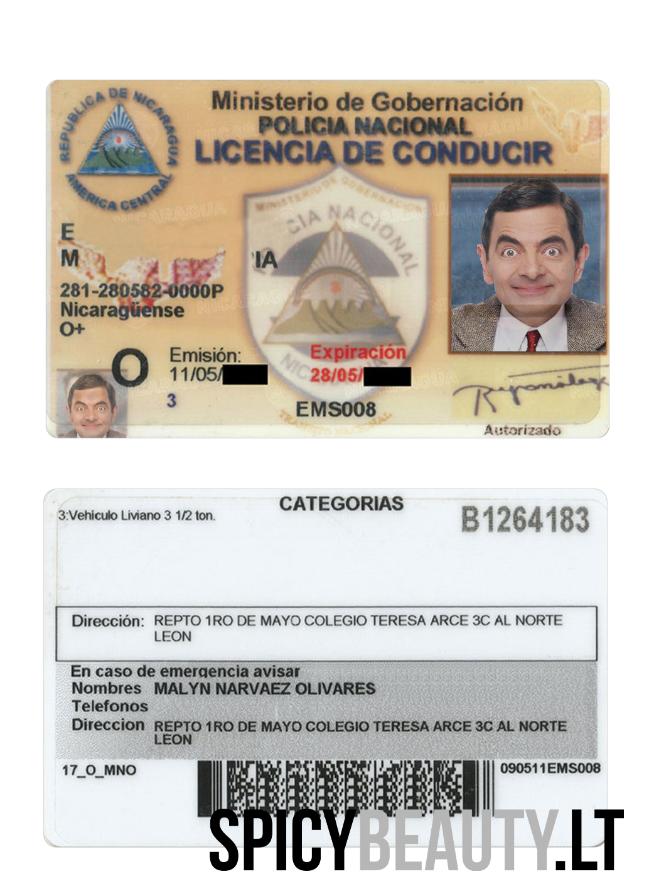 REPUBLICA DE NICARAGUA
AMERICA CENTRAL
Ministerio de Gobernación
POLICIA NACIONAL
LICENCIA DE CONDUCIR
MINISTERIO DE GOBERNACION
POLICIA NACIONAL
E
M IA
281-280582-0000P
Nicaragüense
O+
O
Emisión:
11/05/
3
Expiración
28/05/
EMS008
TRANSITO NACIONAL
Autorizado
CATEGORIAS
3:Vehiculo Liviano 3 1/2 ton.
B1264183
Dirección: REPTO 1RO DE MAYO COLEGIO TERESA ARCE 3C AL NORTE
LEON
En caso de emergencia avisar
Nombres MALYN NARVAEZ OLIVARES
Telefonos
Direccion REPTO 1RO DE MAYO COLEGIO TERESA ARCE 3C AL NORTE
LEON
17_O_MNO
090511EMS008
SPICYBEAUTY.LT